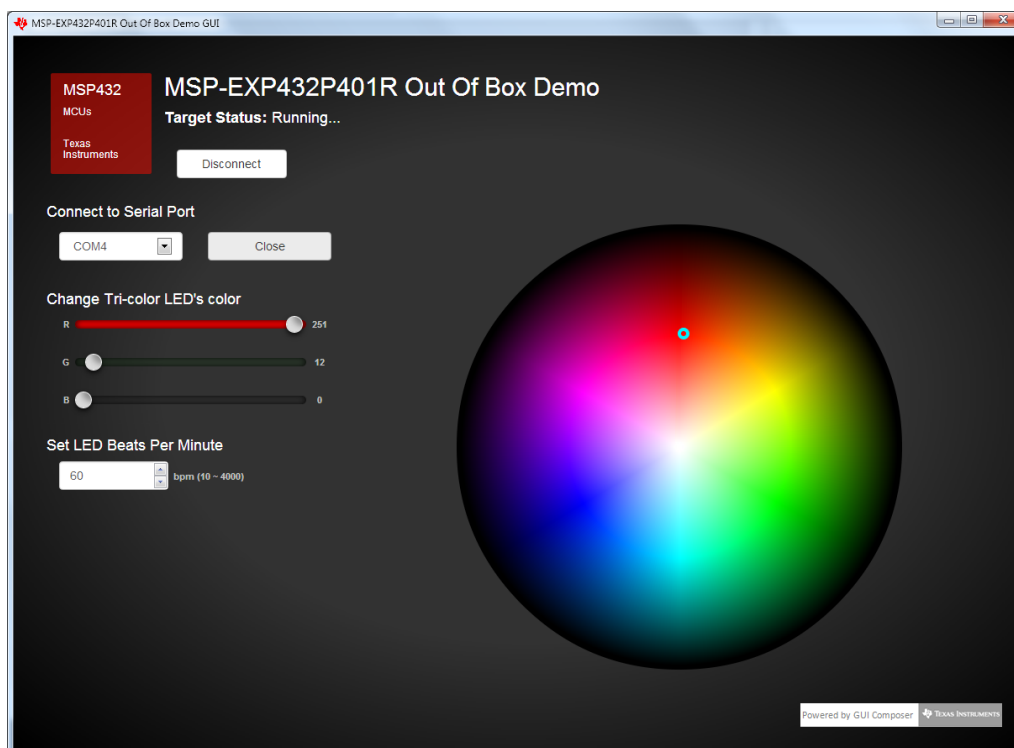 MSP-EXP432P401R Out Of Box Demo GUI
MSP432
MCUs
Texas
Instruments
MSP-EXP432P401R Out Of Box Demo
Target Status: Running...
Disconnect
Connect to Serial Port
COM4
Close
Change Tri-color LED's color
R 251
G 12
B 0
Set LED Beats Per Minute
60 bpm (10 ~ 4000)
Powered by GUI Composer TEXAS INSTRUMENTS